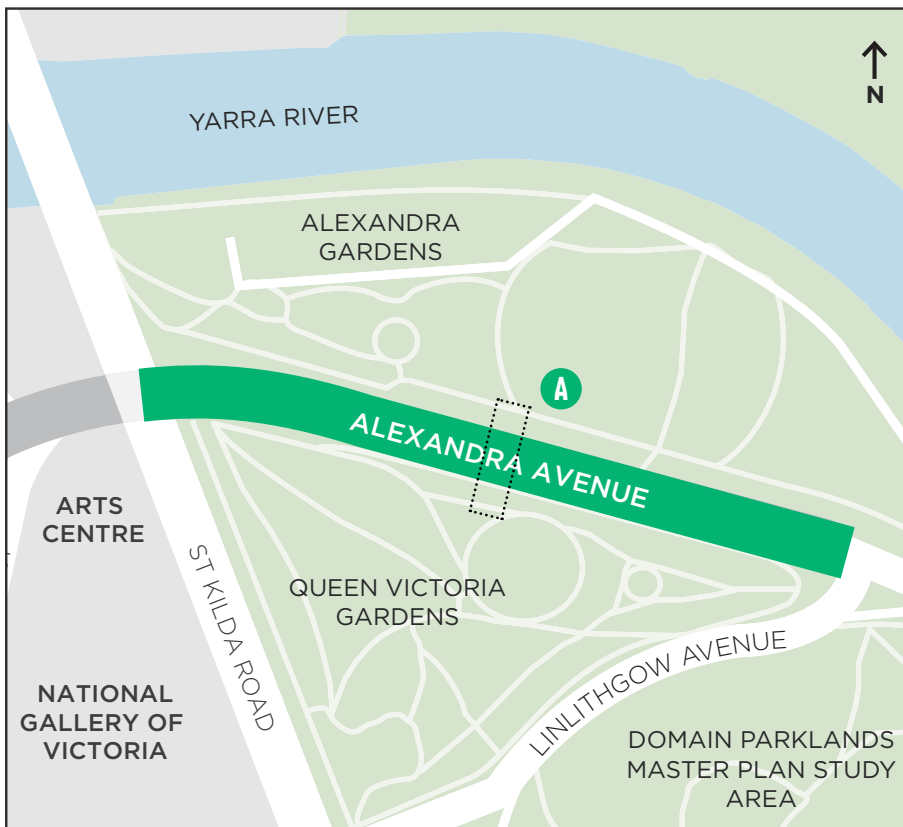 YARRA RIVER
N
ALEXANDRA
GARDENS
A
ALEXANDRA AVENUE
ARTS
CENTRE
ST KILDA ROAD
QUEEN VICTORIA
GARDENS
LINLITHGOW AVENUE
NATIONAL
GALLERY OF
VICTORIA
DOMAIN PARKLANDS
MASTER PLAN STUDY
AREA